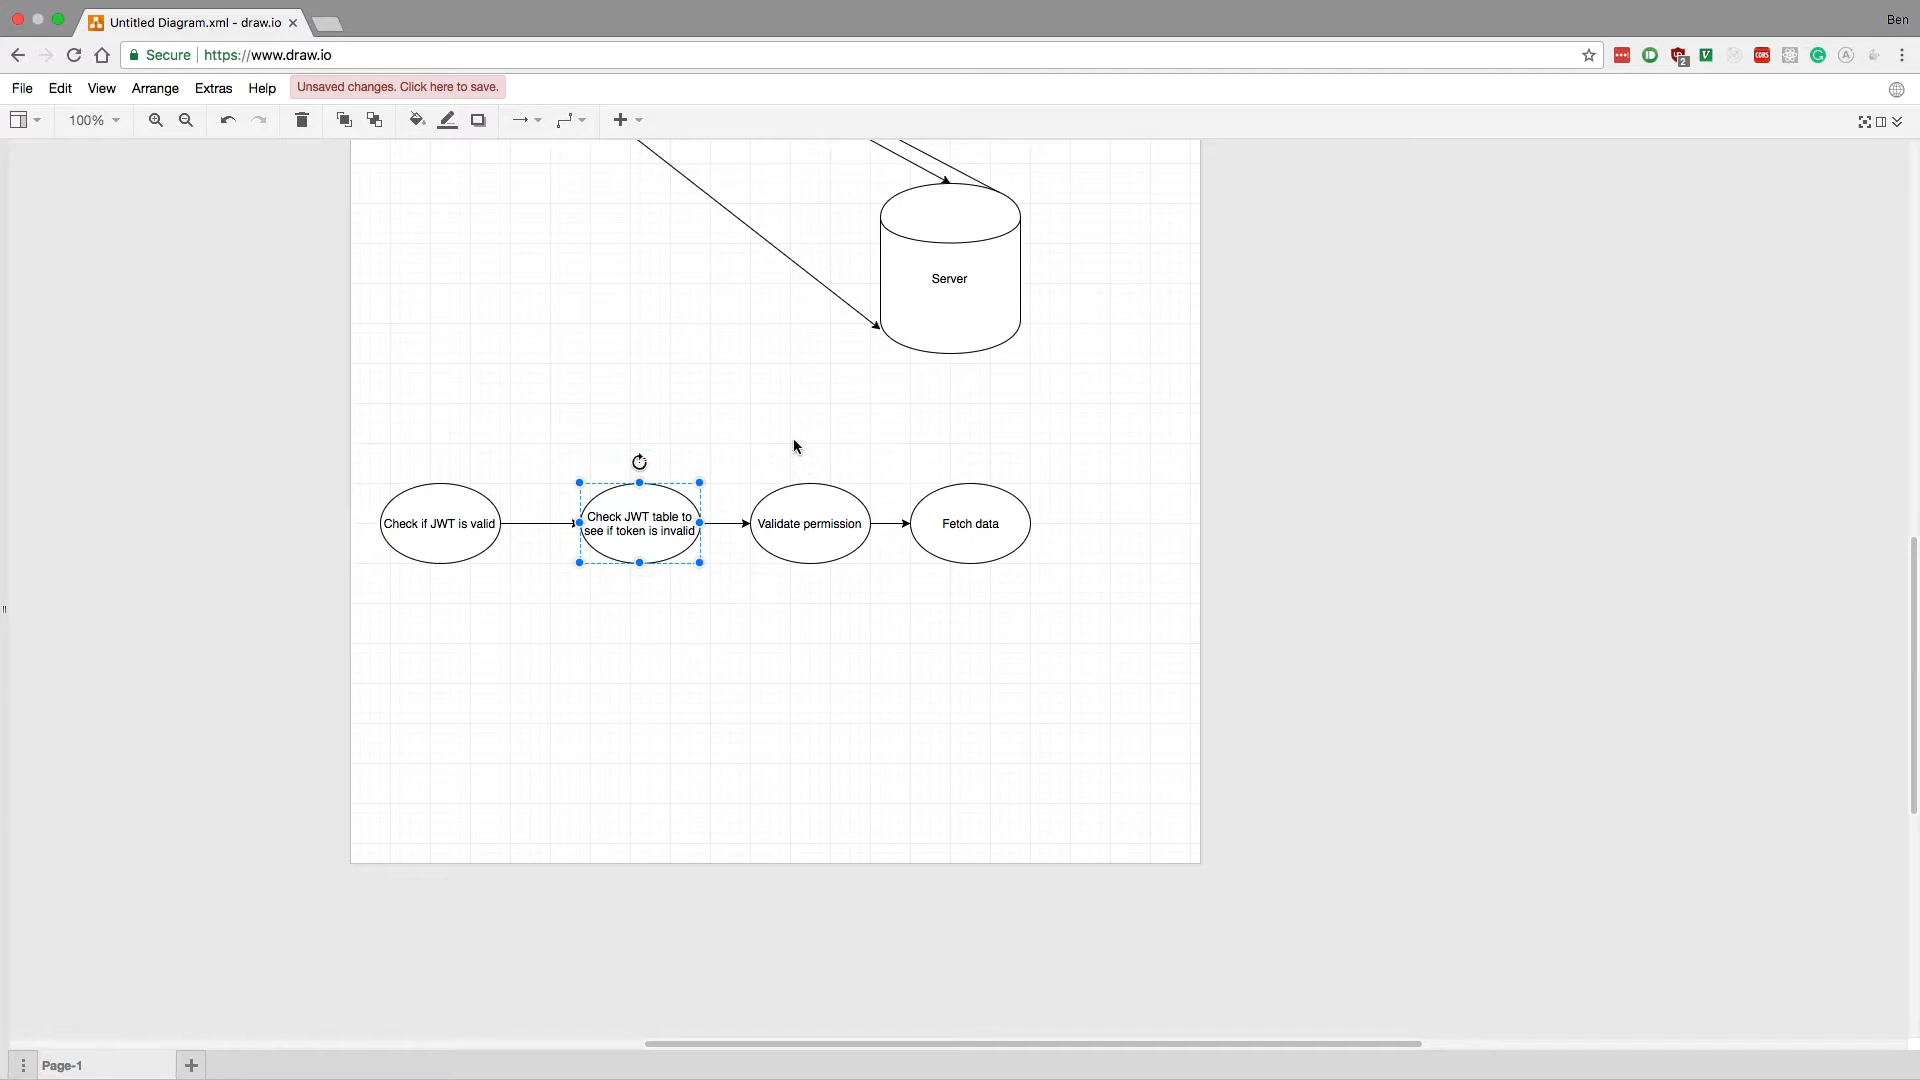 Untitled Diagram.xml - draw.io
Ben
Secure
https://www.draw.io
2
CORS
File Edit View Arrange Extras Help
Unsaved changes. Click here to save.
100%
Server
Check if JWT is valid
Check JWT table to
see if token is invalid
Validate permission
Fetch data
Page-1